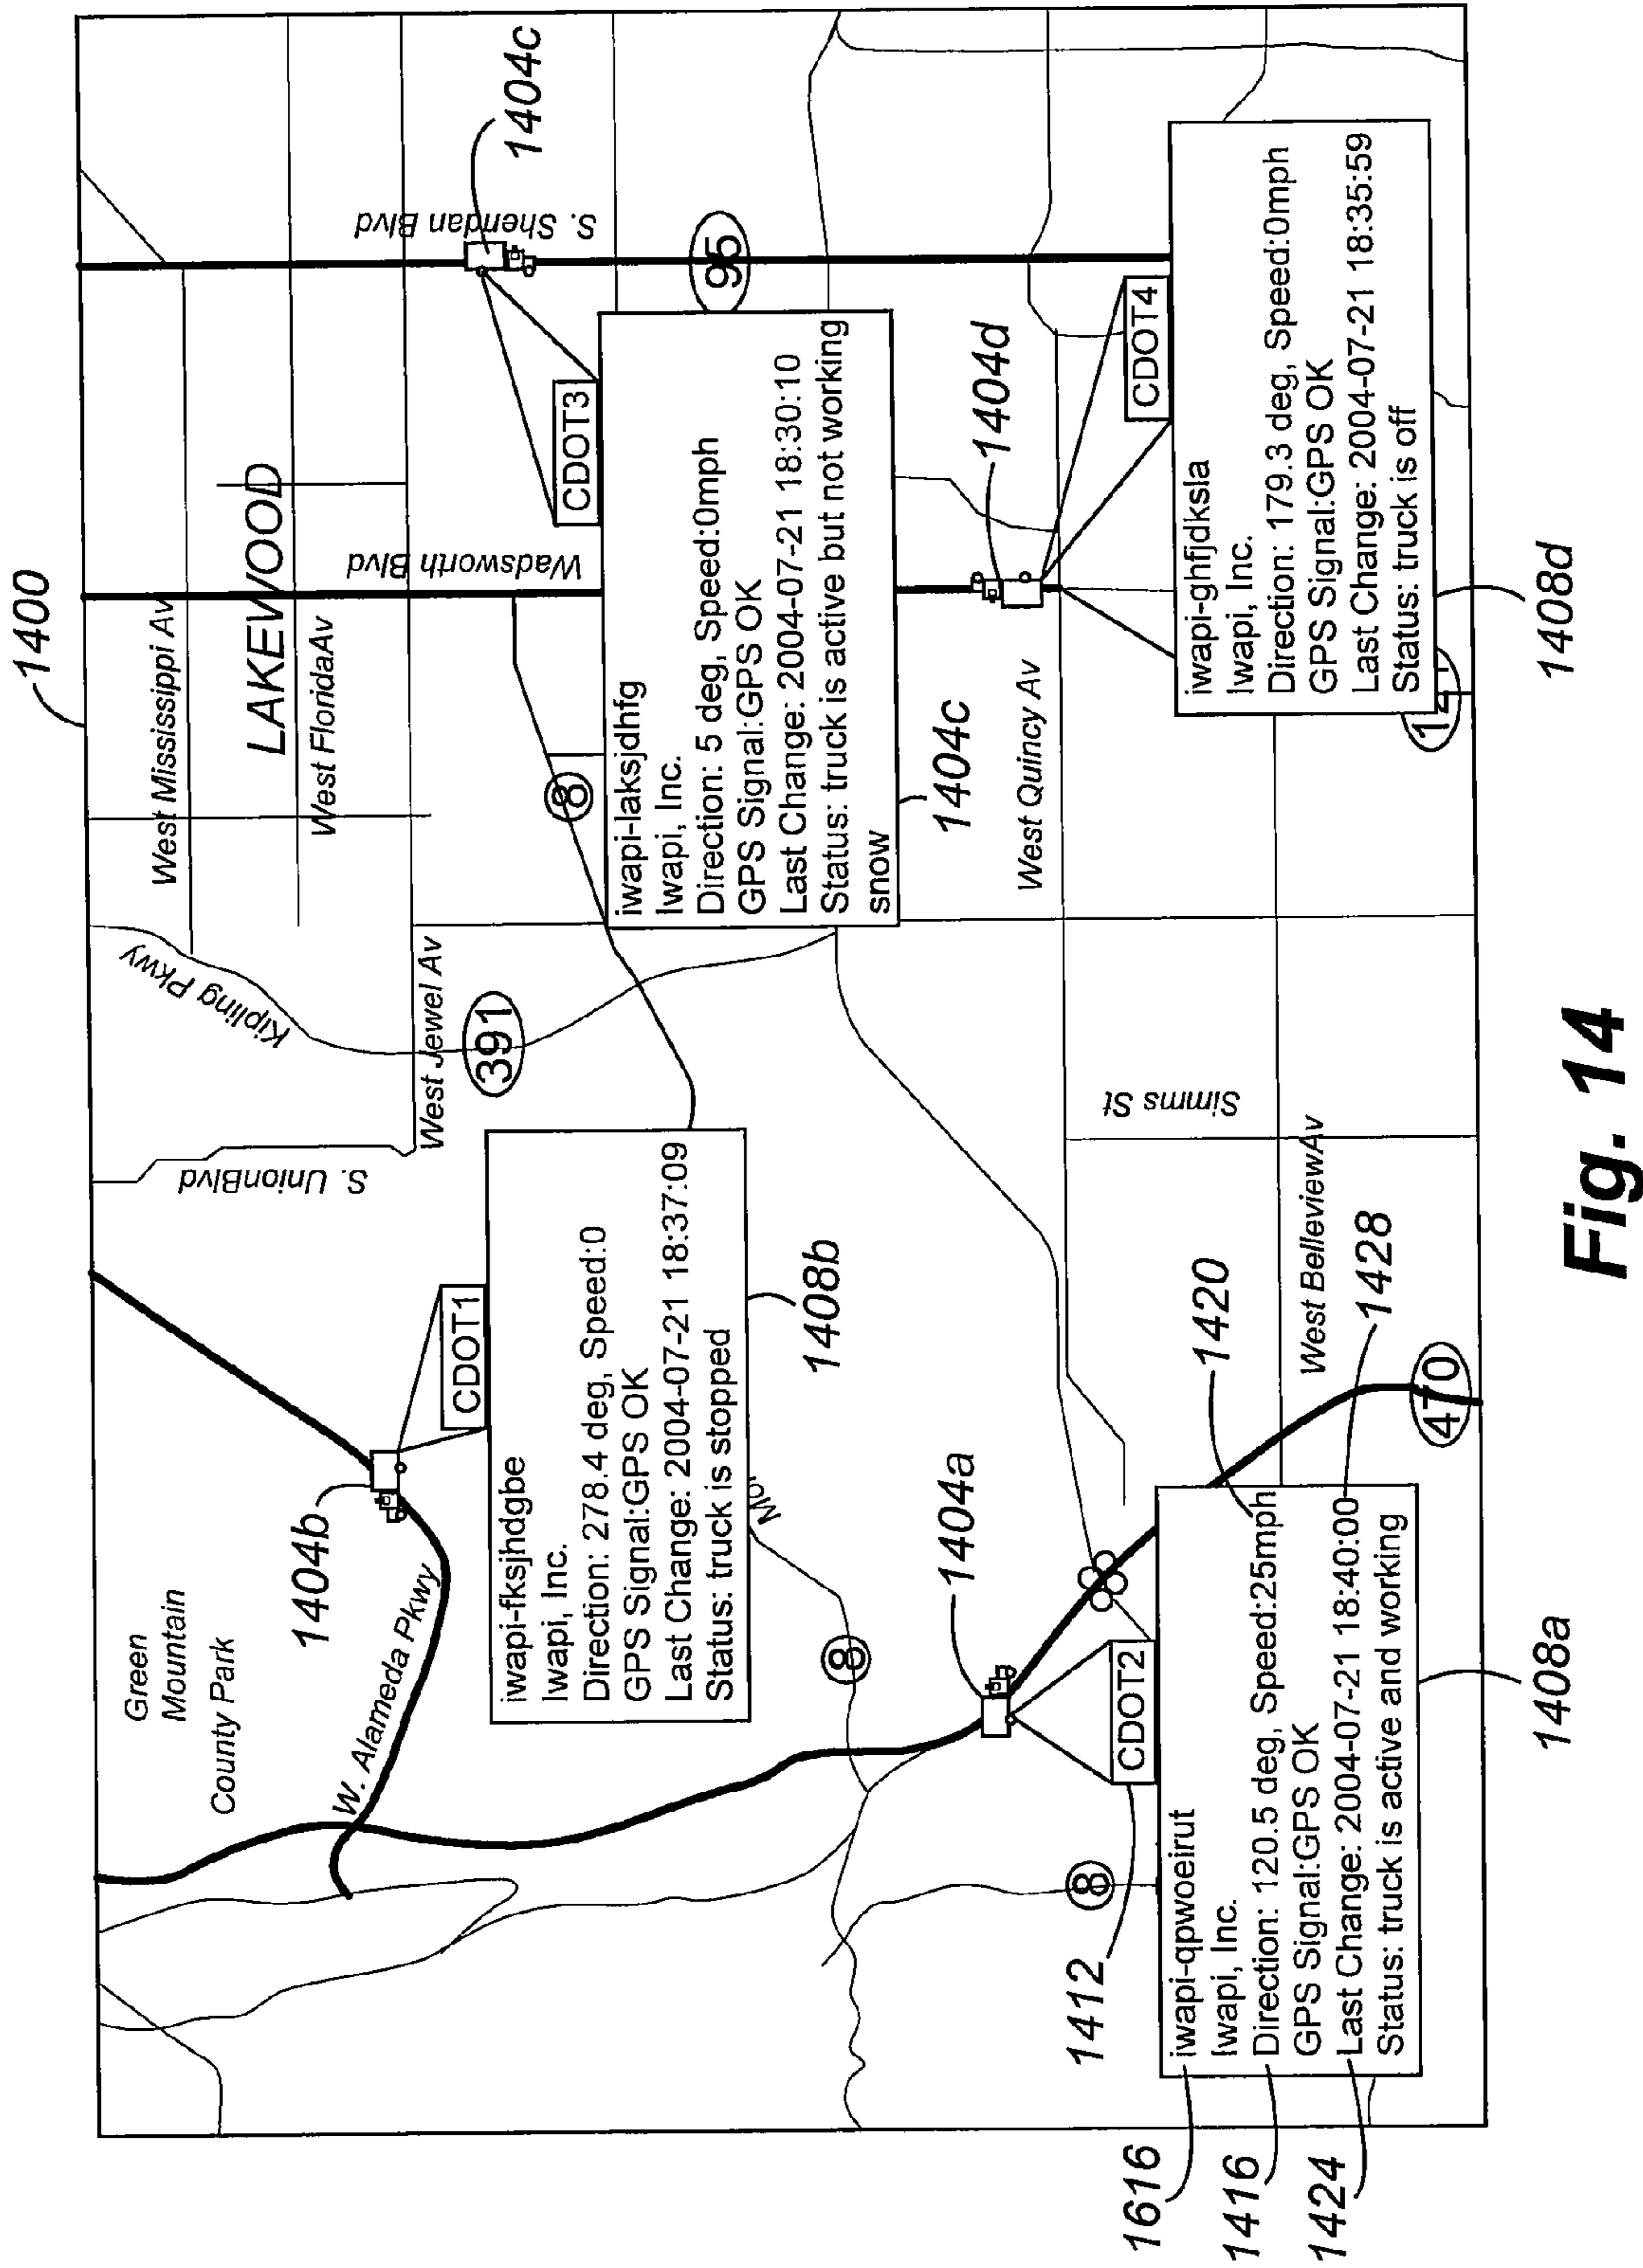 1400
West Mississippi Av
LAKEWOOD
West FloridaAv
Kipling Pkwy
S. UnionBlvd
West Jewel Av
391
Wadsworth Blvd
S. Sheridan Blvd
1404c
95
8
CDOT3
iwapi-laksjdhfg
Iwapi, Inc.
Direction: 5 deg, Speed:0mph
GPS Signal:GPS OK
Last Change: 2004-07-21 18:30:10
Status: truck is active but not working
snow
1404c
Green
Mountain
County Park
W. Alameda Pkwy
1404b
CDOT1
iwapi-fksjhdgbe
Iwapi, Inc.
Direction: 278.4 deg, Speed:0
GPS Signal:GPS OK
Last Change: 2004-07-21 18:37:09
Status: truck is stopped
1408b
8
1404a
8
1412
CDOT2
iwapi-qpwoeirut
Iwapi, Inc.
Direction: 120.5 deg, Speed:25mph
GPS Signal:GPS OK
Last Change: 2004-07-21 18:40:00
Status: truck is active and working
1616
1416
1424
1420
1428
1408a
470
West BelleviewAv
Simms St
West Quincy Av
1404d
CDOT4
iwapi-ghfjdksla
Iwapi, Inc.
Direction: 179.3 deg, Speed:0mph
GPS Signal:GPS OK
Last Change: 2004-07-21 18:35:59
Status: truck is off
1408d
Fig. 14